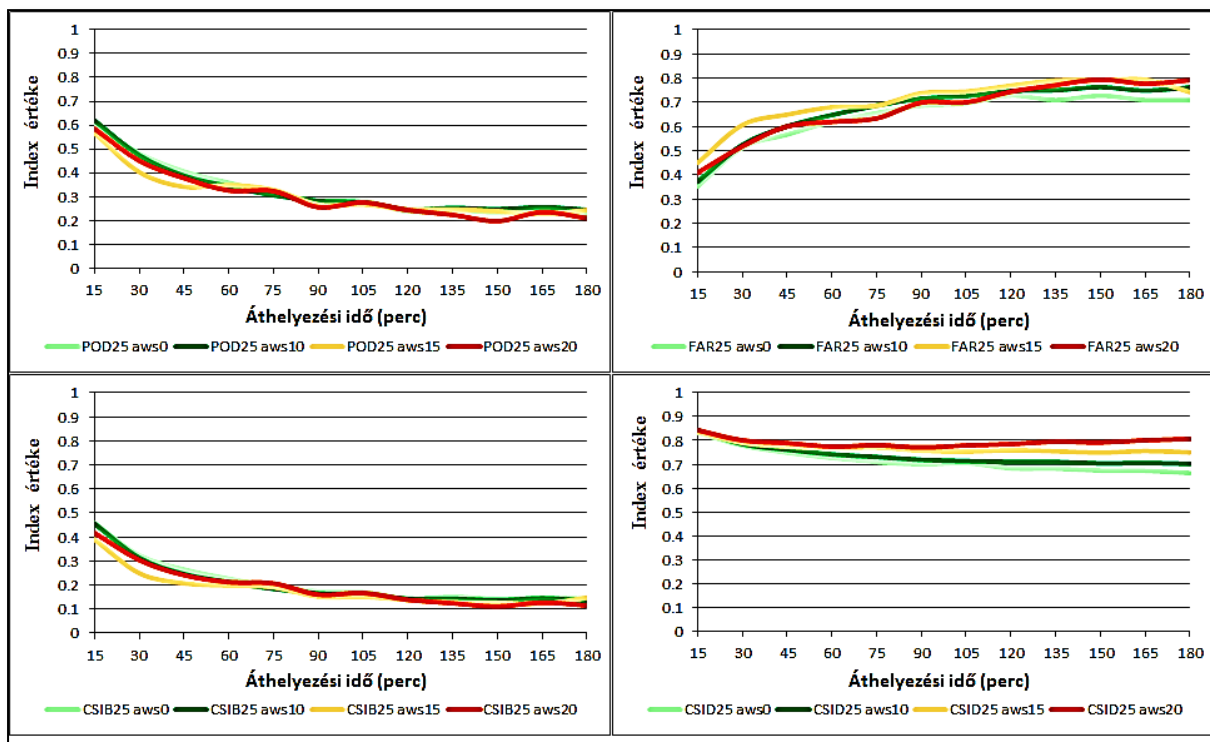 Index értéke
1
0.9
0.8
0.7
0.6
0.5
0.4
0.3
0.2
0.1
0
15 30 45 60 75 90 105 120 135 150 165 180
Áthelyezési idő (perc)
POD25 aws0 POD25 aws10 POD25 aws15 POD25 aws20
Index értéke
1
0.9
0.8
0.7
0.6
0.5
0.4
0.3
0.2
0.1
0
15 30 45 60 75 90 105 120 135 150 165 180
Áthelyezési idő (perc)
FAR25 aws0 FAR25 aws10 FAR25 aws15 FAR25 aws20
Index értéke
1
0.9
0.8
0.7
0.6
0.5
0.4
0.3
0.2
0.1
0
15 30 45 60 75 90 105 120 135 150 165 180
Áthelyezési idő (perc)
CSIB25 aws0 CSIB25 aws10 CSIB25 aws15 CSIB25 aws20
Index értéke
1
0.9
0.8
0.7
0.6
0.5
0.4
0.3
0.2
0.1
0
15 30 45 60 75 90 105 120 135 150 165 180
Áthelyezési idő (perc)
CSID25 aws0 CSID25 aws10 CSID25 aws15 CSID25 aws20